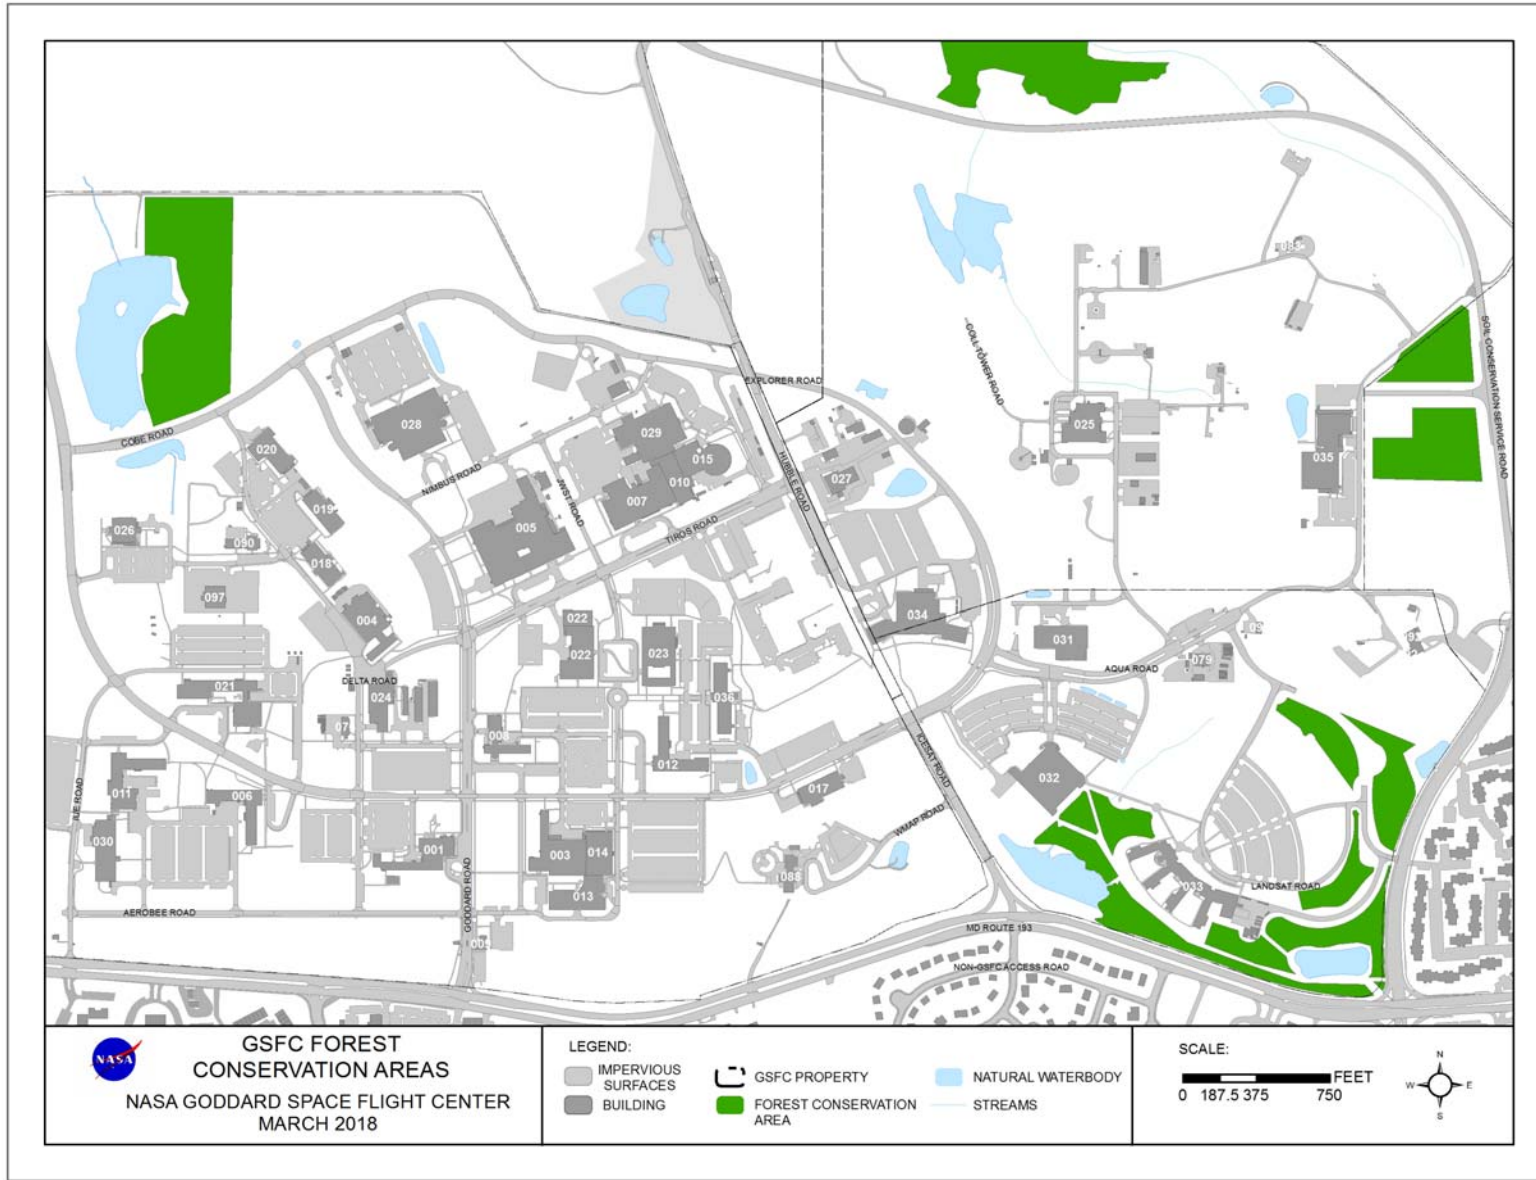 083
EXPLORER ROAD
COLL TOWER ROAD
SOIL CONSERVATION SERVICE ROAD
028
029
015
025
COBE ROAD
020
NIMBUS ROAD
010
027
HUBBLE ROAD
035
007
JWST ROAD
019
005
TIROS ROAD
026
090
018
097
004
022
034
031
022
023
079
AQUA ROAD
DELTA ROAD
021
024
036
008
012
032
ICESAT ROAD
017
IUE ROAD
011
006
WMAP ROAD
030
001
003
014
088
033
LANDSAT ROAD
013
AEROBEE ROAD
GODDARD ROAD
MD ROUTE 193
NON-GSFC ACCESS ROAD
NASA
GSFC FOREST
CONSERVATION AREAS
NASA GODDARD SPACE FLIGHT CENTER
MARCH 2018
LEGEND:
IMPERVIOUS
SURFACES
BUILDING
GSFC PROPERTY
FOREST CONSERVATION
AREA
NATURAL WATERBODY
STREAMS
SCALE:
FEET
0 187.5 375 750
N
W E
S